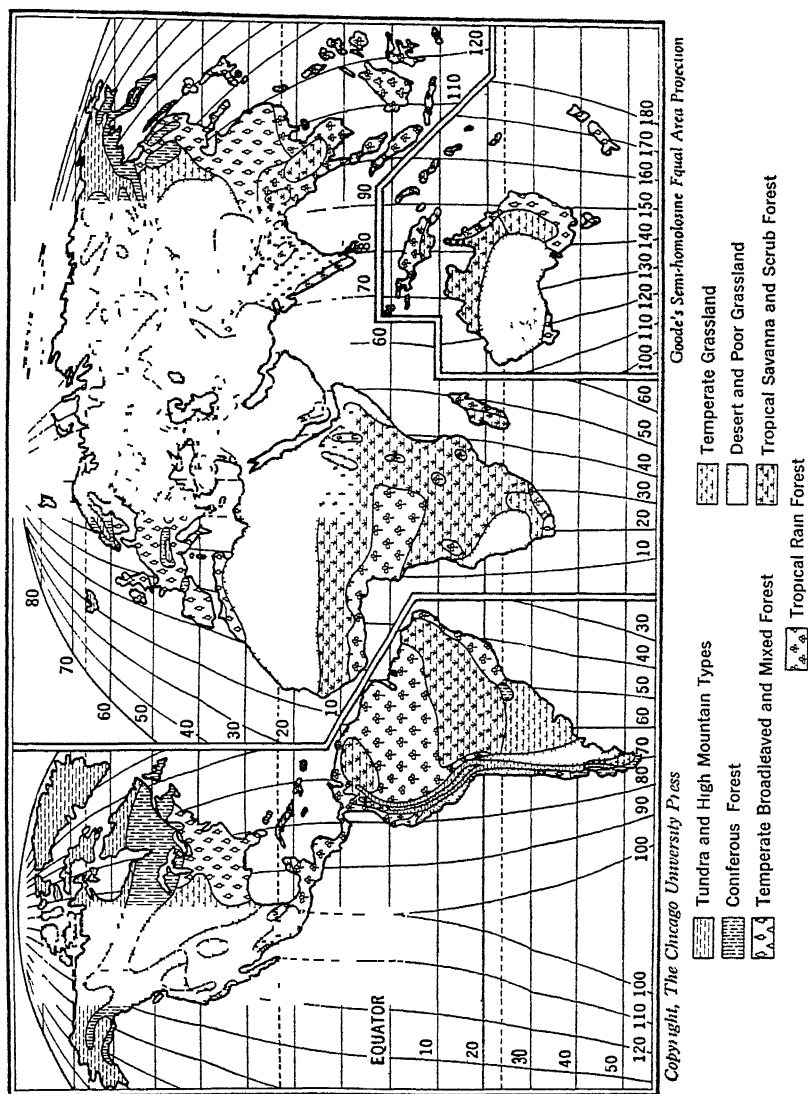 80
70
60
50
40
30
20
10
120
110
90
80
70
60
EQUATOR
10
20
30
40
50
120 110 100
100 90 80 70 60 50 40 30
10 20 30 40 50 60
100 110 120 130 140 150 160 170 180
Copyright, The Chicago University Press
Goode's Semi-homolosine Equal Area Projection
Tundra and High Mountain Types
Coniferous Forest
Temperate Broadleaved and Mixed Forest
Temperate Grassland
Desert and Poor Grassland
Tropical Savanna and Scrub Forest
Tropical Rain Forest